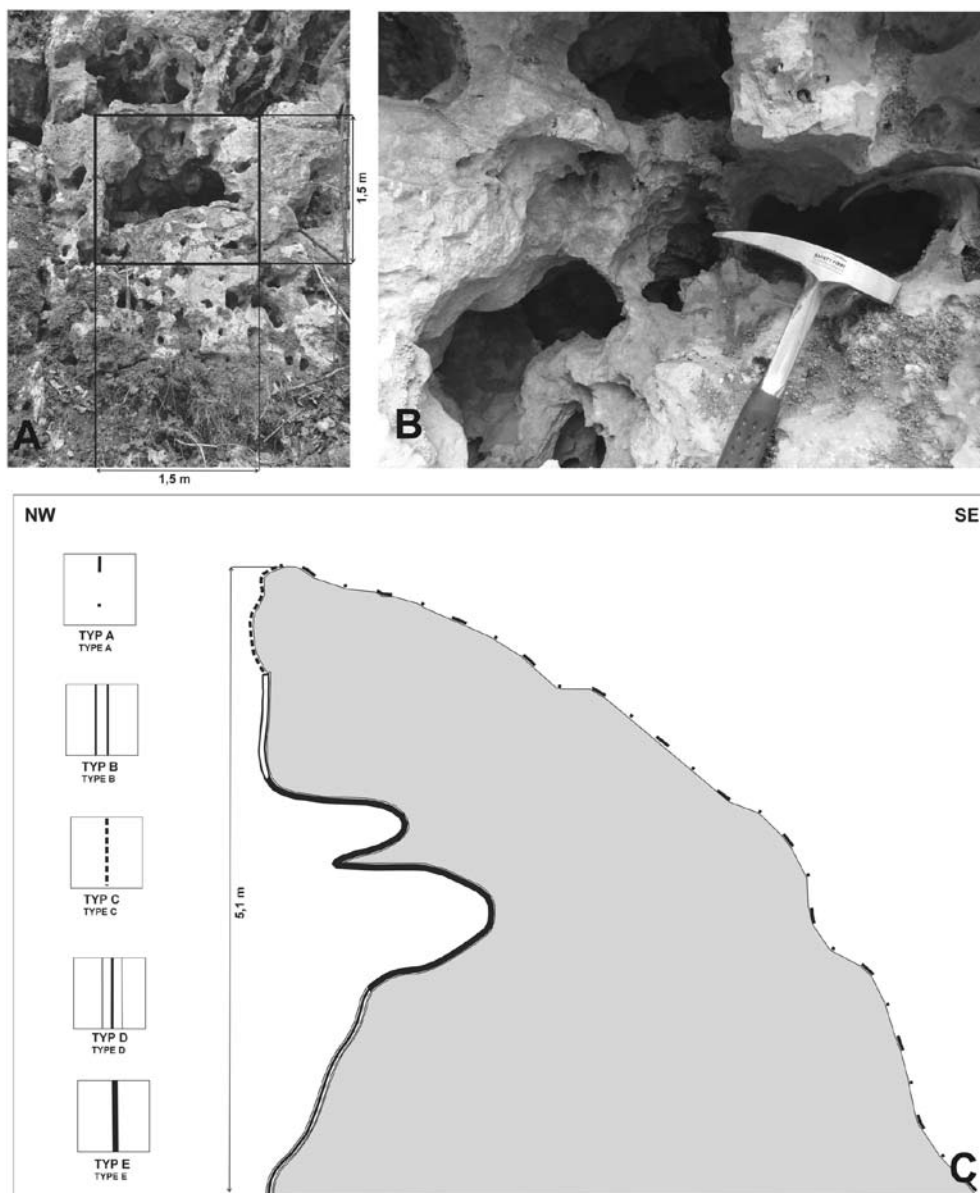 1,5 m
A
1,5 m
B
NW
SE
TYP A
TYPE A
TYP B
TYPE B
TYP C
TYPE C
5,1 m
TYP D
TYPE D
TYP E
TYPE E
C